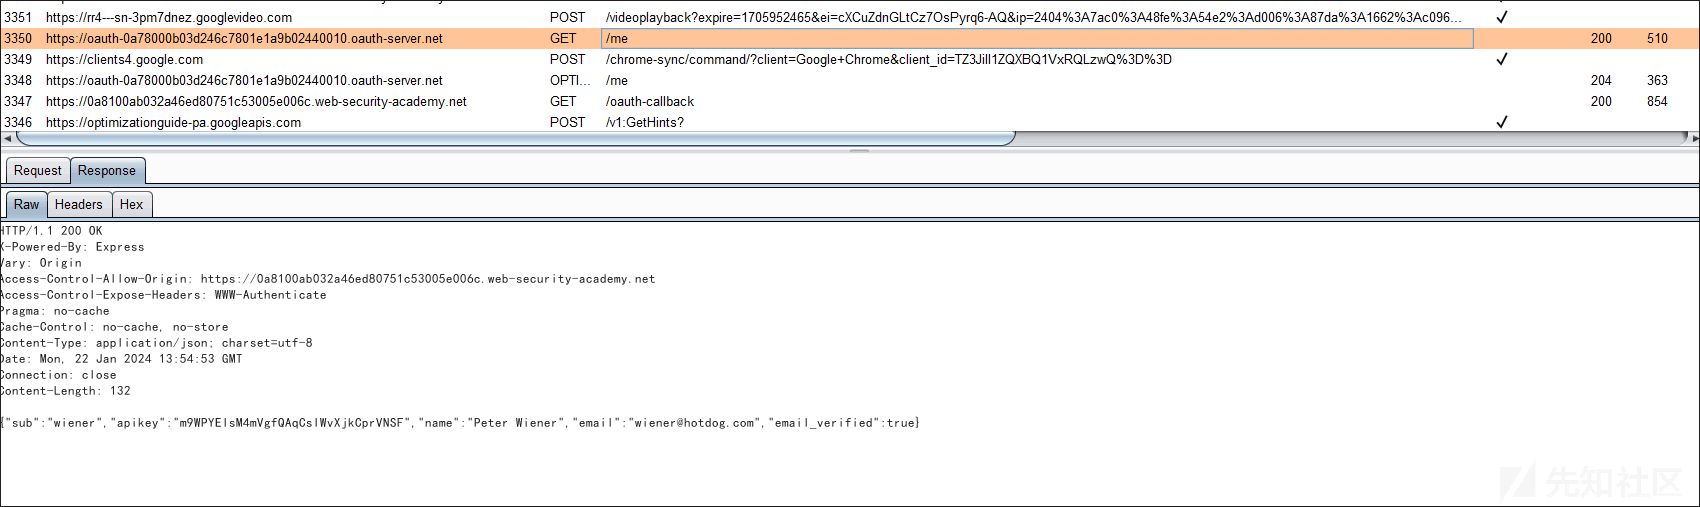 3351 https://rr4---sn-3pm7dnez.googlevideo.com POST /videoplayback?expire=1705952465&ei=cXCuZdnGLtCz7OsPyrq6-AQ&ip=2404%3A7ac0%3A48fe%3A54e2%3Ad006%3A87da%3A1662%3Ac096... ✓
3350 https://oauth-0a78000b03d246c7801e1a9b02440010.oauth-server.net GET /me 200 510
3349 https://clients4.google.com POST /chrome-sync/command/?client=Google+Chrome&client_id=TZ3Jill1ZQXBQ1VxRQLzwQ%3D%3D ✓
3348 https://oauth-0a78000b03d246c7801e1a9b02440010.oauth-server.net OPTI... /me 204 363
3347 https://0a8100ab032a46ed80751c53005e006c.web-security-academy.net GET /oauth-callback 200 854
3346 https://optimizationguide-pa.googleapis.com POST /v1:GetHints? ✓
Request Response
Raw Headers Hex
HTTP/1.1 200 OK
X-Powered-By: Express
Vary: Origin
Access-Control-Allow-Origin: https://0a8100ab032a46ed80751c53005e006c.web-security-academy.net
Access-Control-Expose-Headers: WWW-Authenticate
Pragma: no-cache
Cache-Control: no-cache, no-store
Content-Type: application/json; charset=utf-8
Date: Mon, 22 Jan 2024 13:54:53 GMT
Connection: close
Content-Length: 132
{"sub":"wiener","apikey":"m9WPYElsM4mVgfQAqCslWvXjkCprVNSF","name":"Peter Wiener","email":"wiener@hotdog.com","email_verified":true}
先知社区